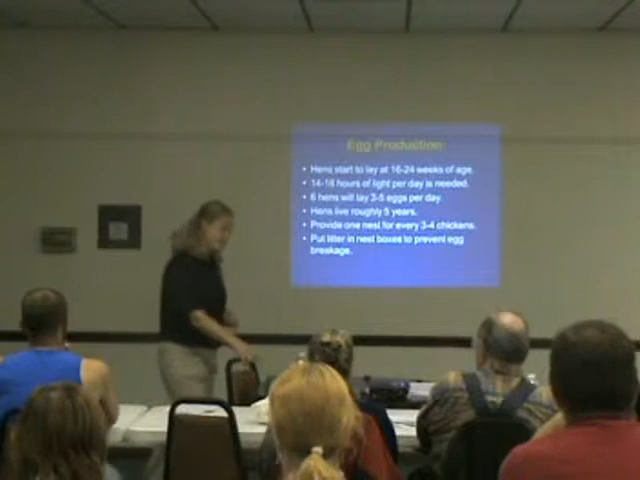 Egg Production:
• Hens start to lay at 16-24 weeks of age.
• 14-16 hours of light per day is needed.
• 6 hens will lay 3-5 eggs per day.
• Hens live roughly 5 years.
• Provide one nest for every 3-4 chickens.
• Put litter in nest boxes to prevent egg
breakage.